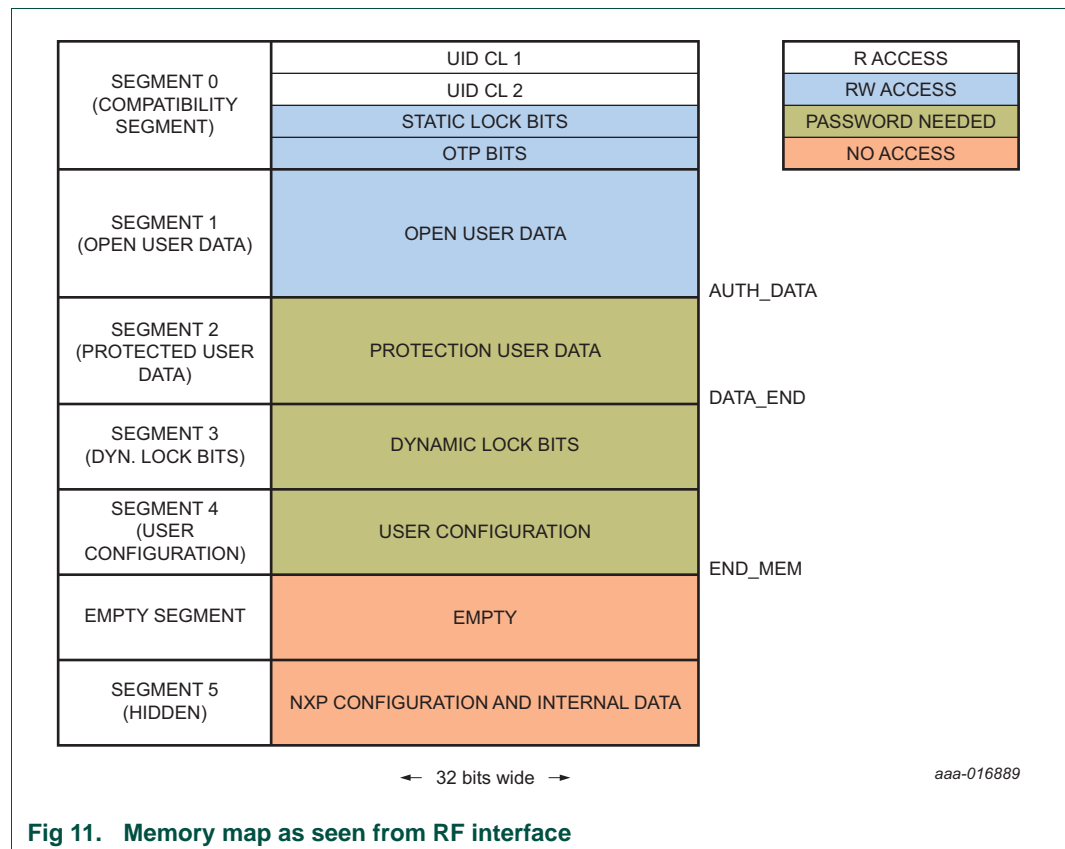 SEGMENT 0
(COMPATIBILITY
SEGMENT)
UID CL 1
UID CL 2
STATIC LOCK BITS
OTP BITS
R ACCESS
RW ACCESS
PASSWORD NEEDED
NO ACCESS
SEGMENT 1
(OPEN USER DATA)
OPEN USER DATA
AUTH_DATA
SEGMENT 2
(PROTECTED USER
DATA)
PROTECTION USER DATA
DATA_END
SEGMENT 3
(DYN. LOCK BITS)
DYNAMIC LOCK BITS
SEGMENT 4
(USER
CONFIGURATION)
USER CONFIGURATION
END_MEM
EMPTY SEGMENT
EMPTY
SEGMENT 5
(HIDDEN)
NXP CONFIGURATION AND INTERNAL DATA
← 32 bits wide →
aaa-016889
Fig 11. Memory map as seen from RF interface